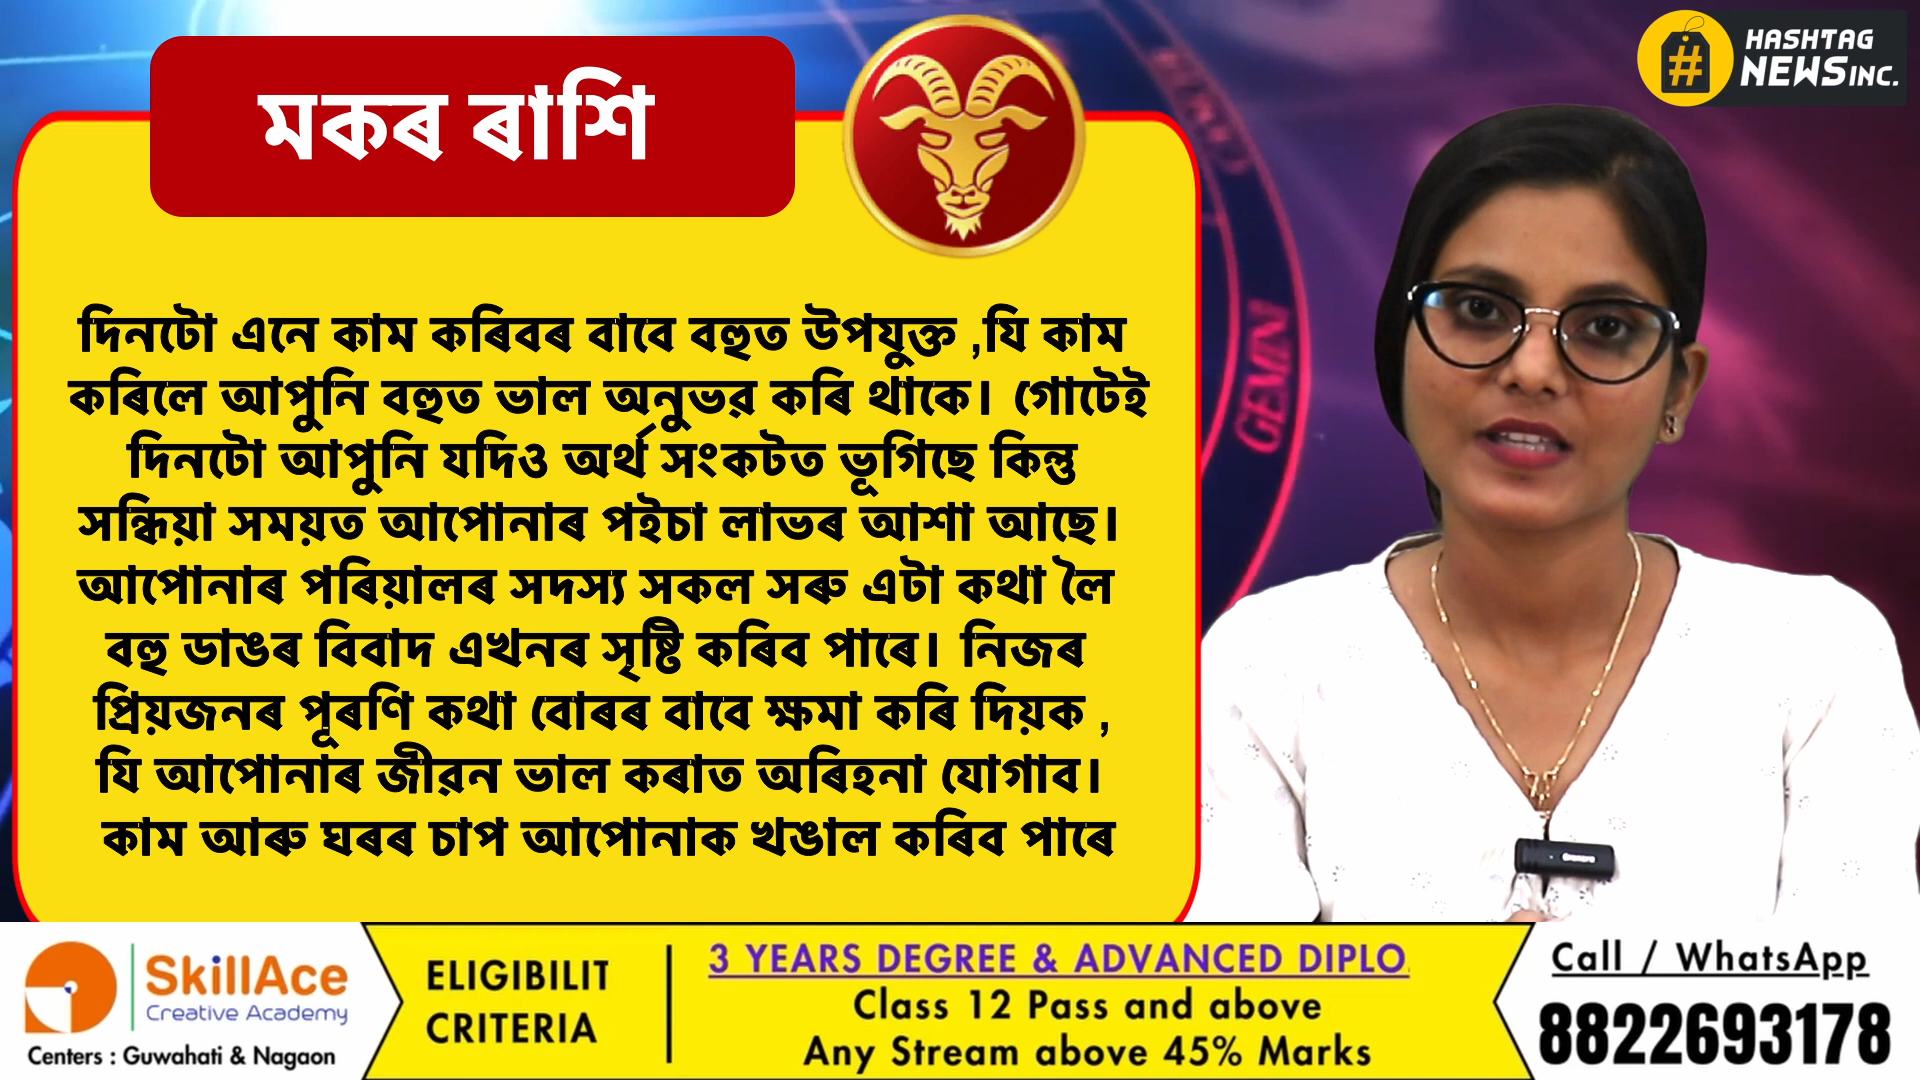 মকৰ ৰাশি
HASHTAG
NEWS INC.
দিনটো এনে কাম কৰিবৰ বাবে বহুত উপযুক্ত ,যি কাম
কৰিলে আপুনি বহুত ভাল অনুভৱ কৰি থাকে। গোটেই
দিনটো আপুনি যদিও অৰ্থ সংকটত ভূগিছে কিন্তু
সন্ধিয়া সময়ত আপোনাৰ পইচা লাভৰ আশা আছে।
আপোনাৰ পৰিয়ালৰ সদস্য সকল সৰু এটা কথা লৈ
বহু ডাঙৰ বিবাদ এখনৰ সৃষ্টি কৰিব পাৰে। নিজৰ
প্ৰিয়জনৰ পূৰণি কথা বোৰৰ বাবে ক্ষমা কৰি দিয়ক ,
যি আপোনাৰ জীৱন ভাল কৰাত অৰিহনা যোগাব।
কাম আৰু ঘৰৰ চাপ আপোনাক খঙাল কৰিব পাৰে
GEMIN
SkillAce
Creative Academy
Centers : Guwahati & Nagaon
ELIGIBILIT
CRITERIA
3 YEARS DEGREE & ADVANCED DIPLO
Class 12 Pass and above
Any Stream above 45% Marks
Call / WhatsApp
8822693178